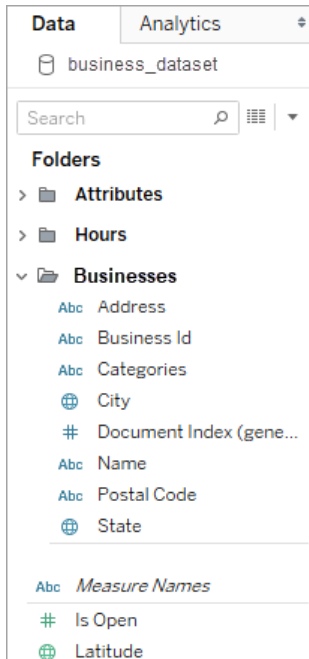 Data Analytics
business_dataset
Search
Folders
Attributes
Hours
Businesses
Abc Address
Abc Business Id
Abc Categories
City
# Document Index (gene...
Abc Name
Abc Postal Code
State
Abc Measure Names
# Is Open
Latitude